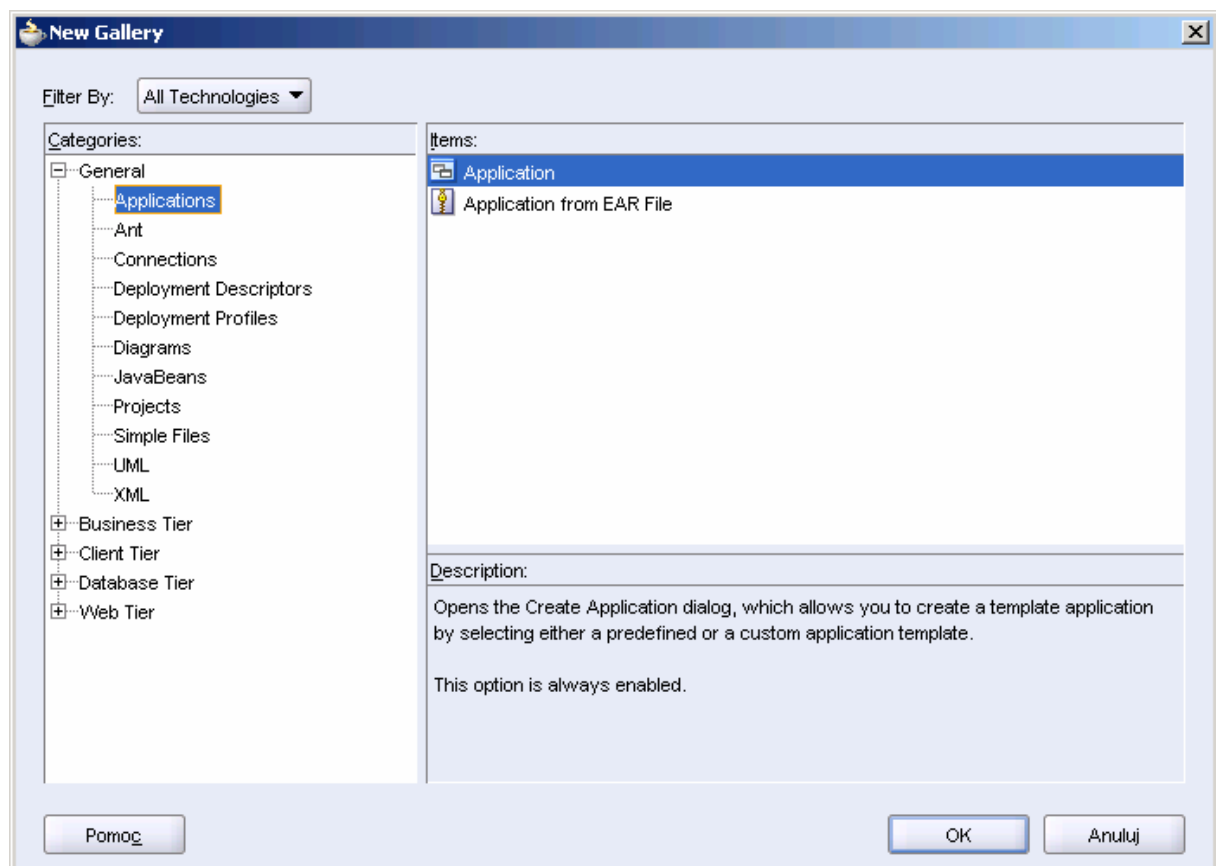 New Gallery
Filter By: All Technologies
Categories:
General
Applications
Ant
Connections
Deployment Descriptors
Deployment Profiles
Diagrams
JavaBeans
Projects
Simple Files
UML
XML
Business Tier
Client Tier
Database Tier
Web Tier
Items:
Application
Application from EAR File
Description:
Opens the Create Application dialog, which allows you to create a template application
by selecting either a predefined or a custom application template.
This option is always enabled.
Pomoc
OK
Anuluj